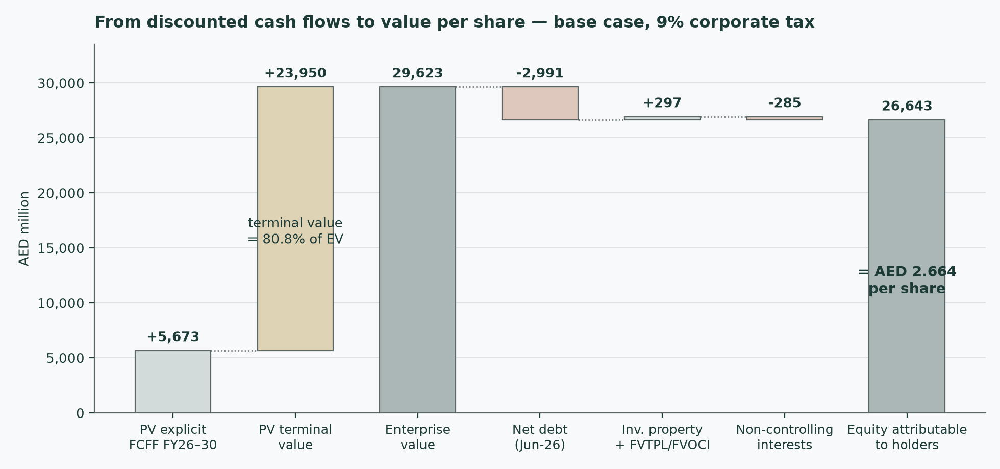 From discounted cash flows to value per share — base case, 9% corporate tax
AED million
30,000
25,000
20,000
15,000
10,000
5,000
0
+5,673
+23,950
29,623
-2,991
+297
-285
26,643
terminal value
= 80.8% of EV
= AED 2.664
per share
PV explicit
FCFF FY26–30
PV terminal
value
Enterprise
value
Net debt
(Jun-26)
Inv. property
+ FVTPL/FVOCI
Non-controlling
interests
Equity attributable
to holders